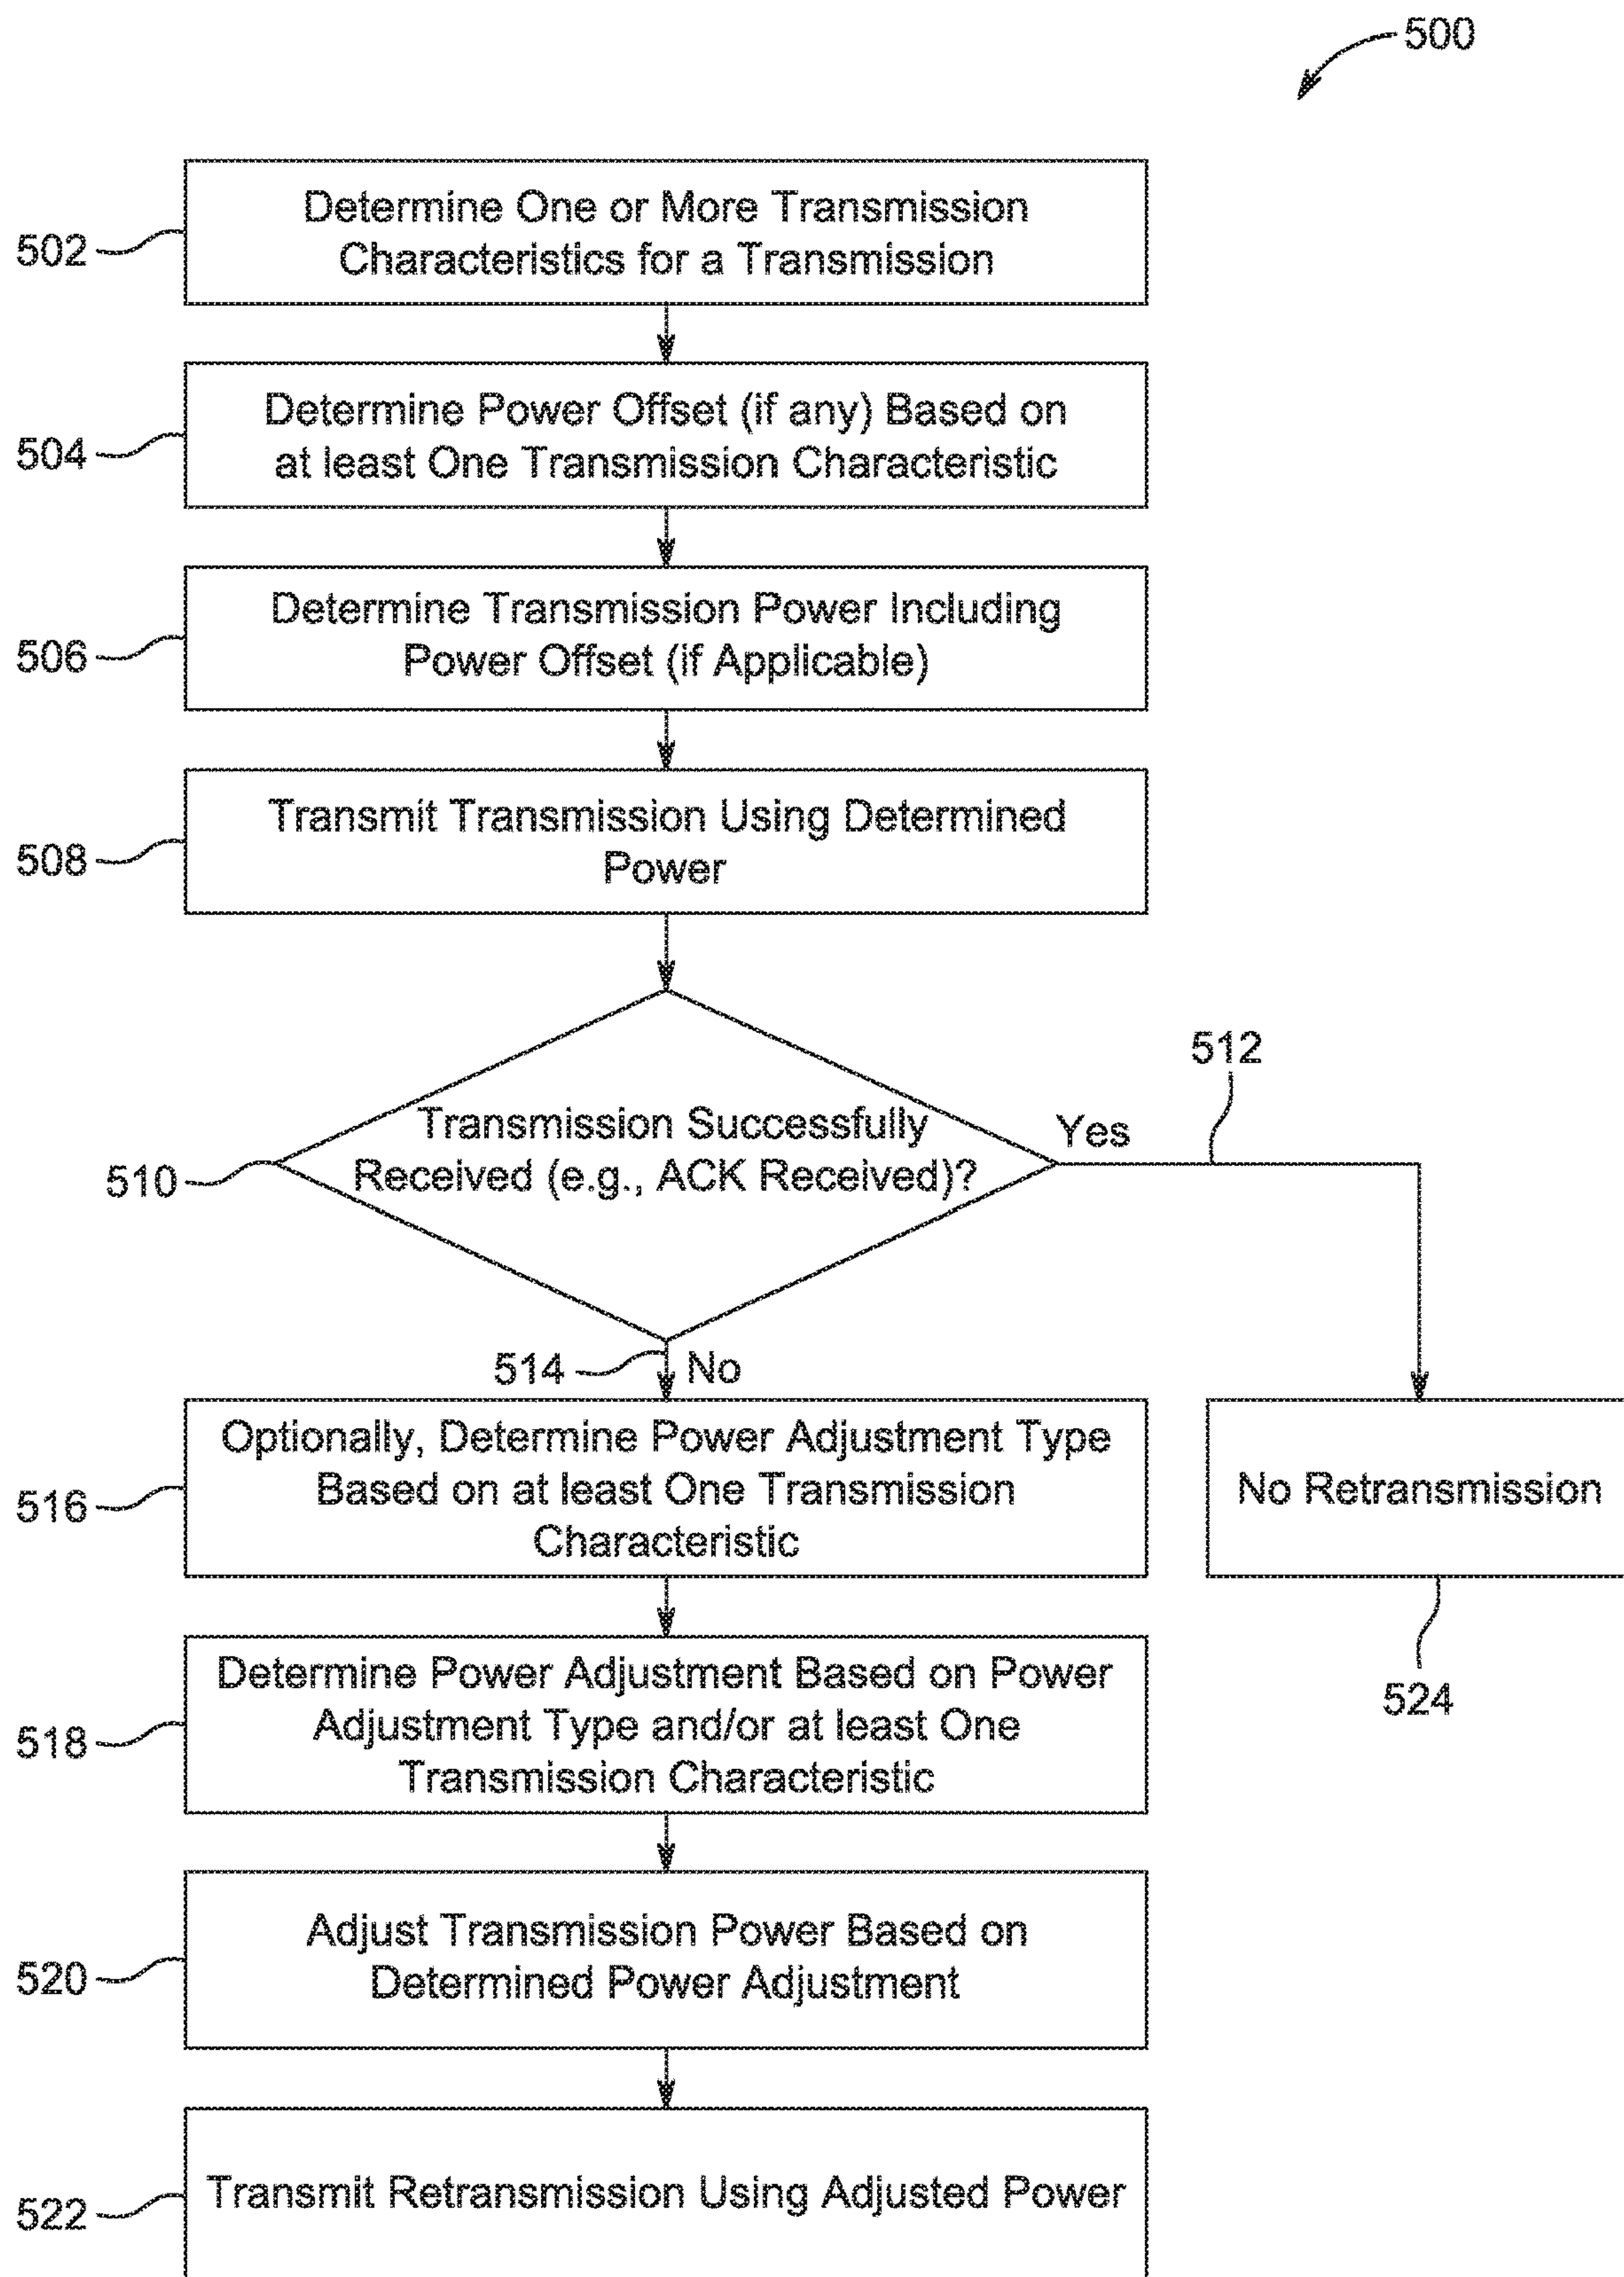 500
Determine One or More Transmission
Characteristics for a Transmission
502
Determine Power Offset (if any) Based on
at least One Transmission Characteristic
504
Determine Transmission Power Including
Power Offset (if Applicable)
506
Transmit Transmission Using Determined
Power
508
512
Transmission Successfully
Received (e.g., ACK Received)?
Yes
510
514
No
Optionally, Determine Power Adjustment Type
Based on at least One Transmission
Characteristic
516
No Retransmission
524
Determine Power Adjustment Based on Power
Adjustment Type and/or at least One
Transmission Characteristic
518
Adjust Transmission Power Based on
Determined Power Adjustment
520
Transmit Retransmission Using Adjusted Power
522